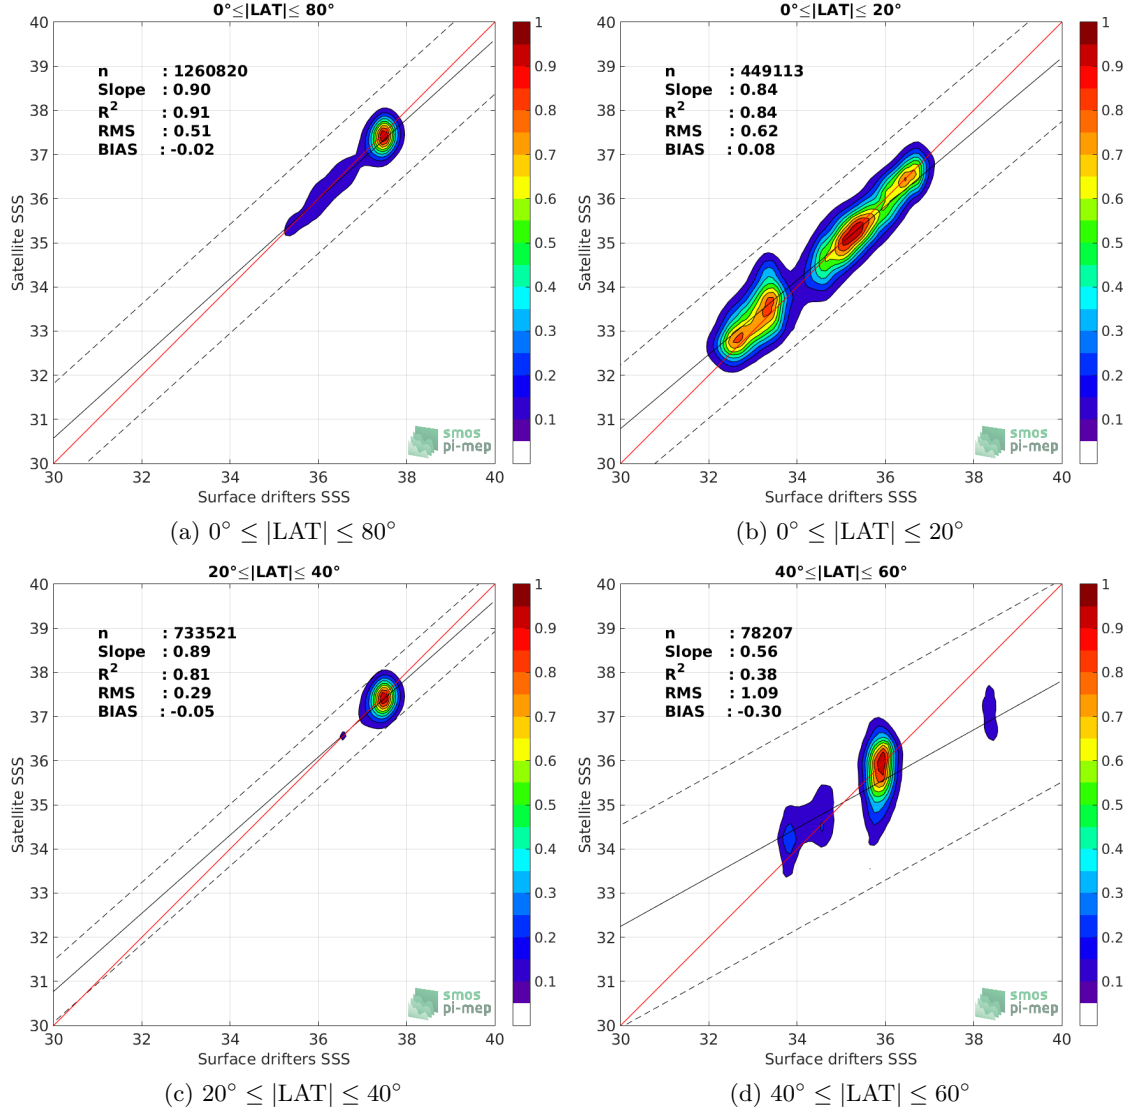 0°≤|LAT|≤ 80°
40
39
38
37
36
35
34
33
32
31
30
30
32
34
36
38
40
Satellite SSS
Surface drifters SSS
n : 1260820
Slope : 0.90
R2 : 0.91
RMS : 0.51
BIAS : -0.02
smos
pi-mep
1
0.9
0.8
0.7
0.6
0.5
0.4
0.3
0.2
0.1
(a) 0° ≤ |LAT| ≤ 80°
0°≤|LAT|≤ 20°
40
39
38
37
36
35
34
33
32
31
30
30
32
34
36
38
40
Satellite SSS
Surface drifters SSS
n : 449113
Slope : 0.84
R2 : 0.84
RMS : 0.62
BIAS : 0.08
smos
pi-mep
1
0.9
0.8
0.7
0.6
0.5
0.4
0.3
0.2
0.1
(b) 0° ≤ |LAT| ≤ 20°
20°≤|LAT|≤ 40°
40
39
38
37
36
35
34
33
32
31
30
30
32
34
36
38
40
Satellite SSS
Surface drifters SSS
n : 733521
Slope : 0.89
R2 : 0.81
RMS : 0.29
BIAS : -0.05
smos
pi-mep
1
0.9
0.8
0.7
0.6
0.5
0.4
0.3
0.2
0.1
(c) 20° ≤ |LAT| ≤ 40°
40°≤|LAT|≤ 60°
40
39
38
37
36
35
34
33
32
31
30
30
32
34
36
38
40
Satellite SSS
Surface drifters SSS
n : 78207
Slope : 0.56
R2 : 0.38
RMS : 1.09
BIAS : -0.30
smos
pi-mep
1
0.9
0.8
0.7
0.6
0.5
0.4
0.3
0.2
0.1
(d) 40° ≤ |LAT| ≤ 60°